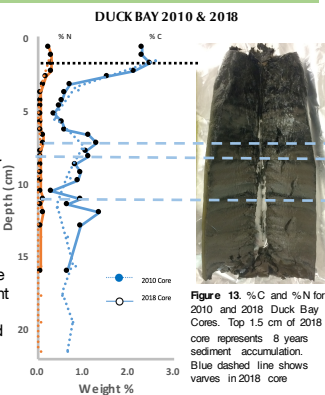 DUCK BAY 2010 & 2018
% N
% C
0
5
10
15
20
Depth (cm)
0.0
1.0
2.0
3.0
Weight %
2010 Core
2018 Core
Figure 13. %C and %N for
2010 and 2018 Duck Bay
Cores. Top 1.5 cm of 2018
core represents 8 years
sediment accumulation.
Blue dashed line shows
varves in 2018 core